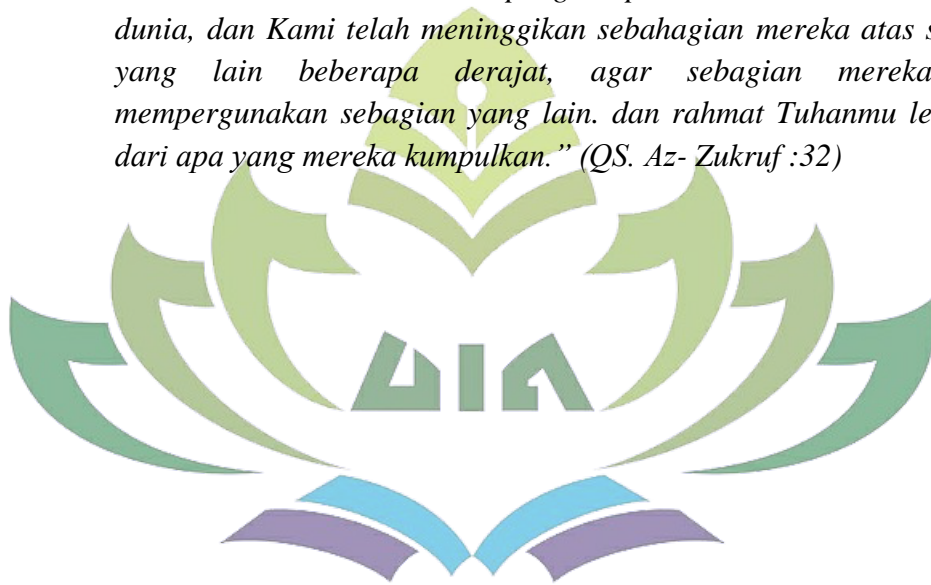 dunia, dan Kami telah meninggikan sebahagian mereka atas
yang lain beberapa derajat, agar sebagian mereka
mempergunakan sebagian yang lain. dan rahmat Tuhanmu
dari apa yang mereka kumpulkan.” (QS. Az- Zukruf :32)
UIN